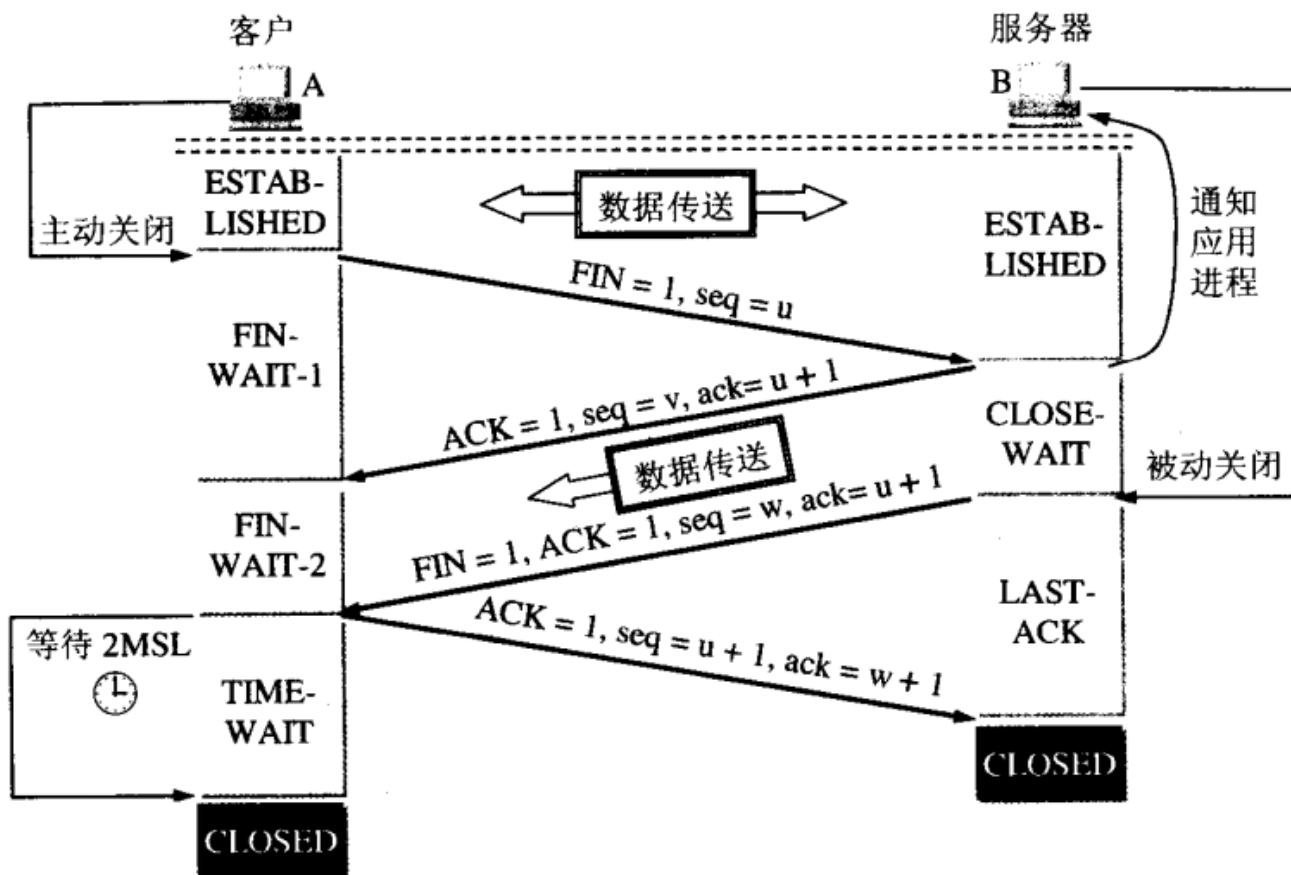 客户
服务器
A
B
ESTAB-
LISHED
数据传送
主动关闭
ESTAB-
LISHED
通知
应用
进程
FIN = 1, seq = u
FIN-
WAIT-1
ACK = 1, seq = v, ack= u + 1
CLOSE-
WAIT
数据传送
被动关闭
FIN-
WAIT-2
FIN = 1, ACK = 1, seq = w, ack= u + 1
LAST-
ACK
等待 2MSL
ACK = 1, seq = u + 1, ack = w + 1
TIME-
WAIT
CLOSED
CLOSED